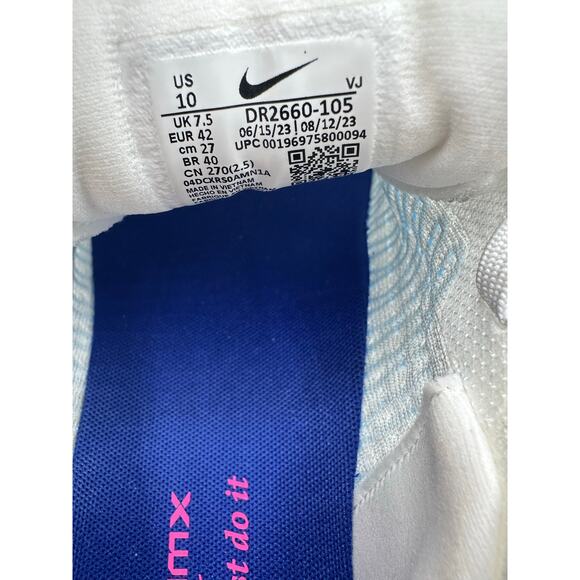 US
10
UK 7.5
EUR 42
cm 27
BR 40
CN 270(2.5)
04DCXRS0AMN1A
MADE IN VIETNAM
HECHO EN VIETNAM
VJ
DR2660-105
06/15/23 | 08/12/23
UPC 00196975800094
mx
st do it